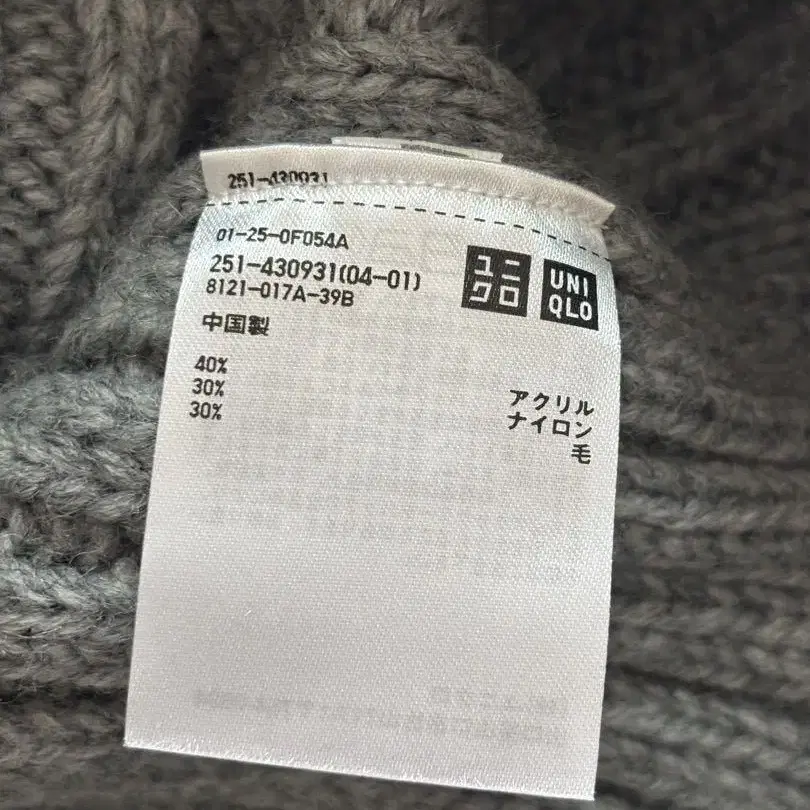 251-430931
01-25-0F054A
251-430931(04-01)
8121-017A-39B
中国製
ユニクロ
UNIQLO
40% アクリル
30% ナイロン
30% 毛